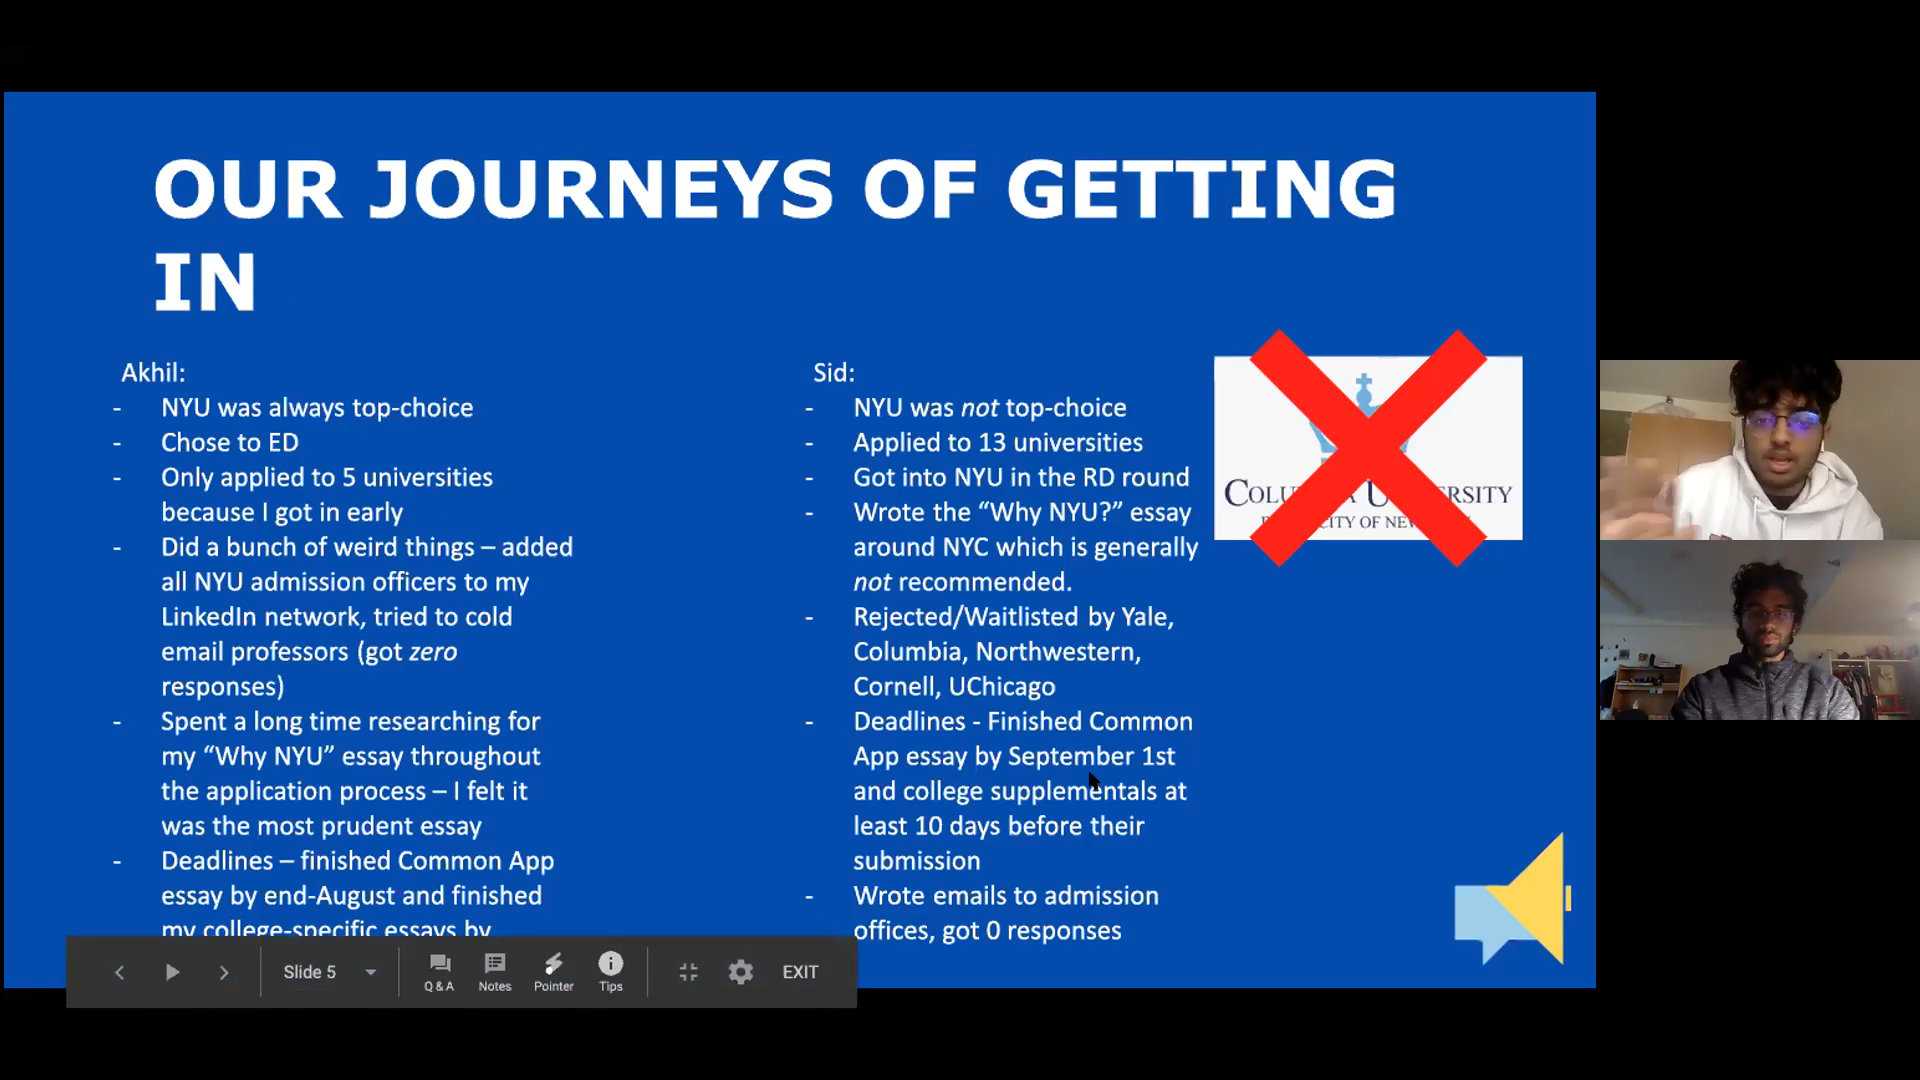 OUR JOURNEYS OF GETTING
IN
Akhil:
- NYU was always top-choice
- Chose to ED
- Only applied to 5 universities
because I got in early
- Did a bunch of weird things – added
all NYU admission officers to my
LinkedIn network, tried to cold
email professors (got zero
responses)
- Spent a long time researching for
my “Why NYU” essay throughout
the application process – I felt it
was the most prudent essay
- Deadlines – finished Common App
essay by end-August and finished
my college-specific essays by
Sid:
- NYU was not top-choice
- Applied to 13 universities
- Got into NYU in the RD round
- Wrote the “Why NYU?” essay
around NYC which is generally
not recommended.
- Rejected/Waitlisted by Yale,
Columbia, Northwestern,
Cornell, UChicago
- Deadlines - Finished Common
App essay by September 1st
and college supplementals at
least 10 days before their
submission
- Wrote emails to admission
offices, got 0 responses
COLUMBIA UNIVERSITY
CITY OF NEW
Slide 5
Q & A
Notes
Pointer
Tips
EXIT